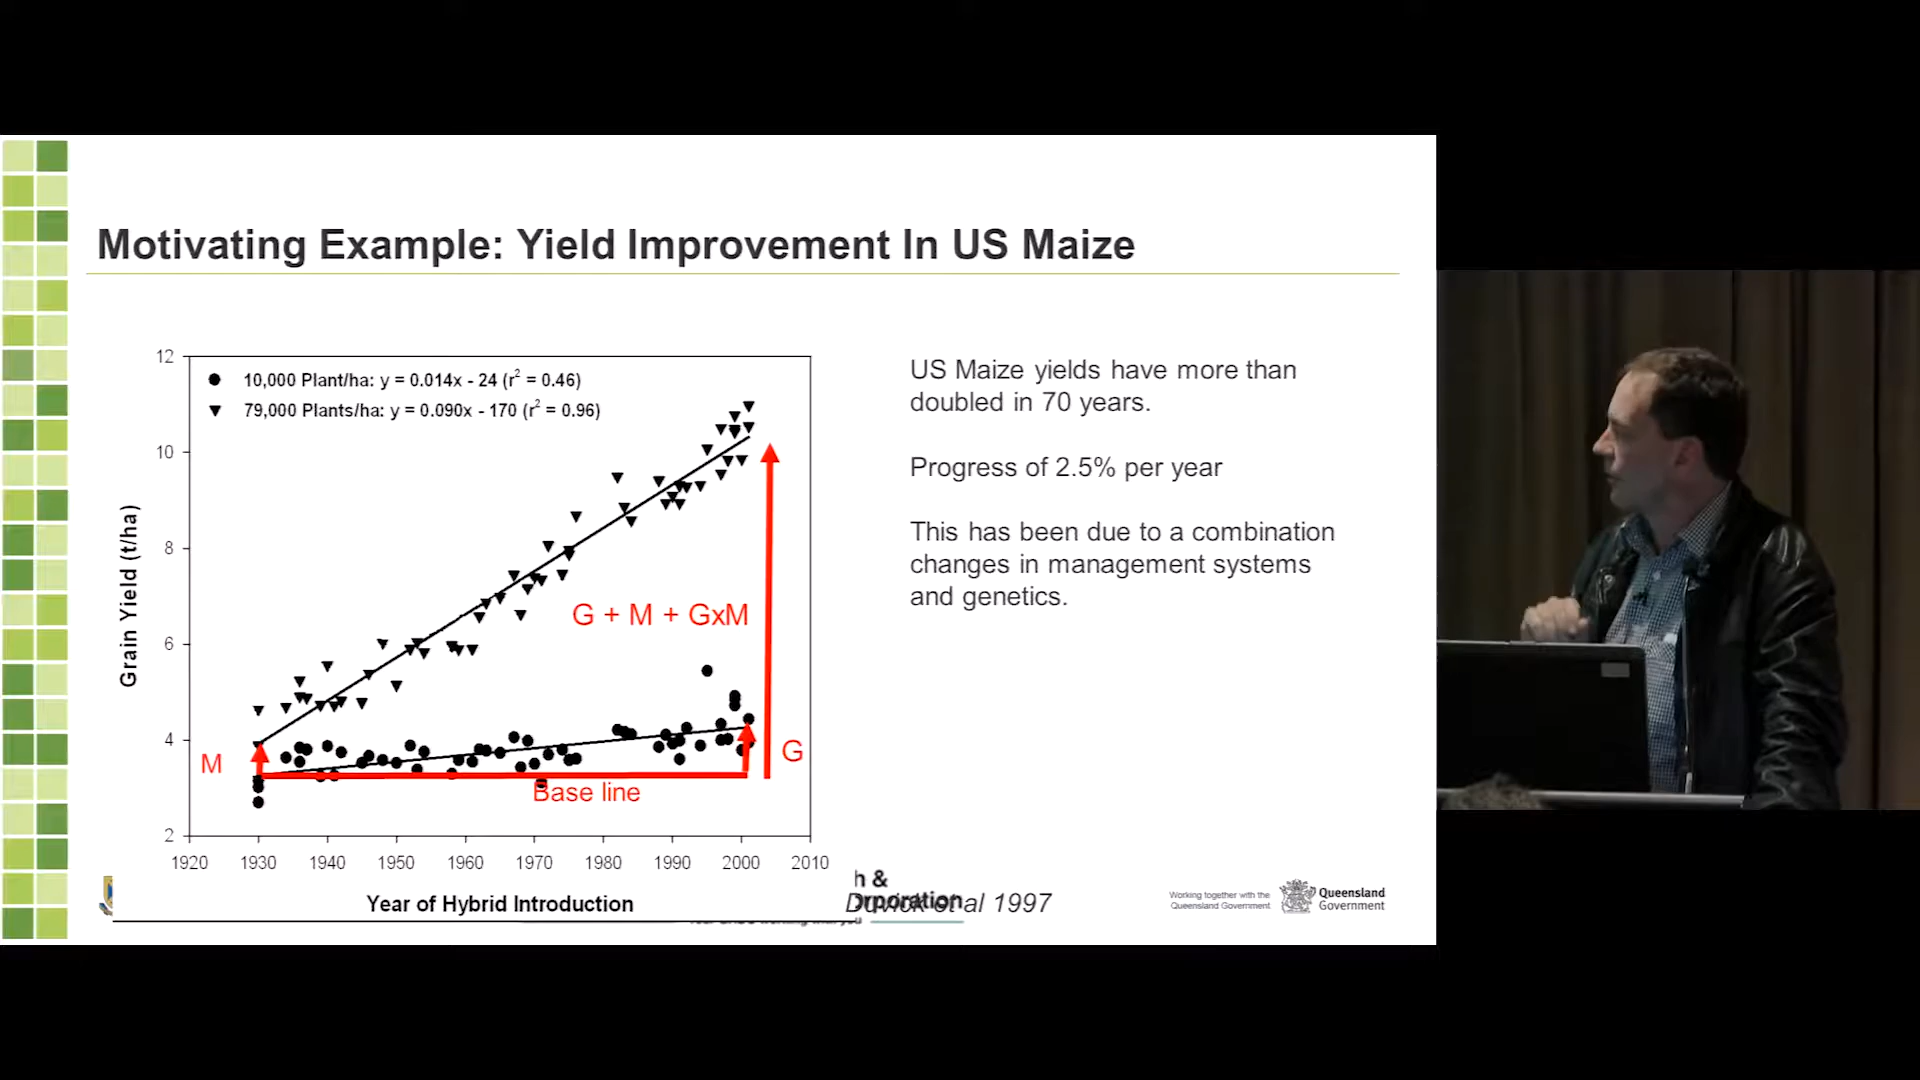 Motivating Example: Yield Improvement In US Maize
12
10
8
6
4
2
Grain Yield (t/ha)
10,000 Plant/ha: y = 0.014x - 24 (r² = 0.46)
79,000 Plants/ha: y = 0.090x - 170 (r² = 0.96)
G + M + GxM
M
G
Base line
1920 1930 1940 1950 1960 1970 1980 1990 2000 2010
Year of Hybrid Introduction
US Maize yields have more than
doubled in 70 years.
Progress of 2.5% per year
This has been due to a combination
changes in management systems
and genetics.
h &
rporation
Duvick et al 1997
Working together with the
Queensland Government
Queensland
Government